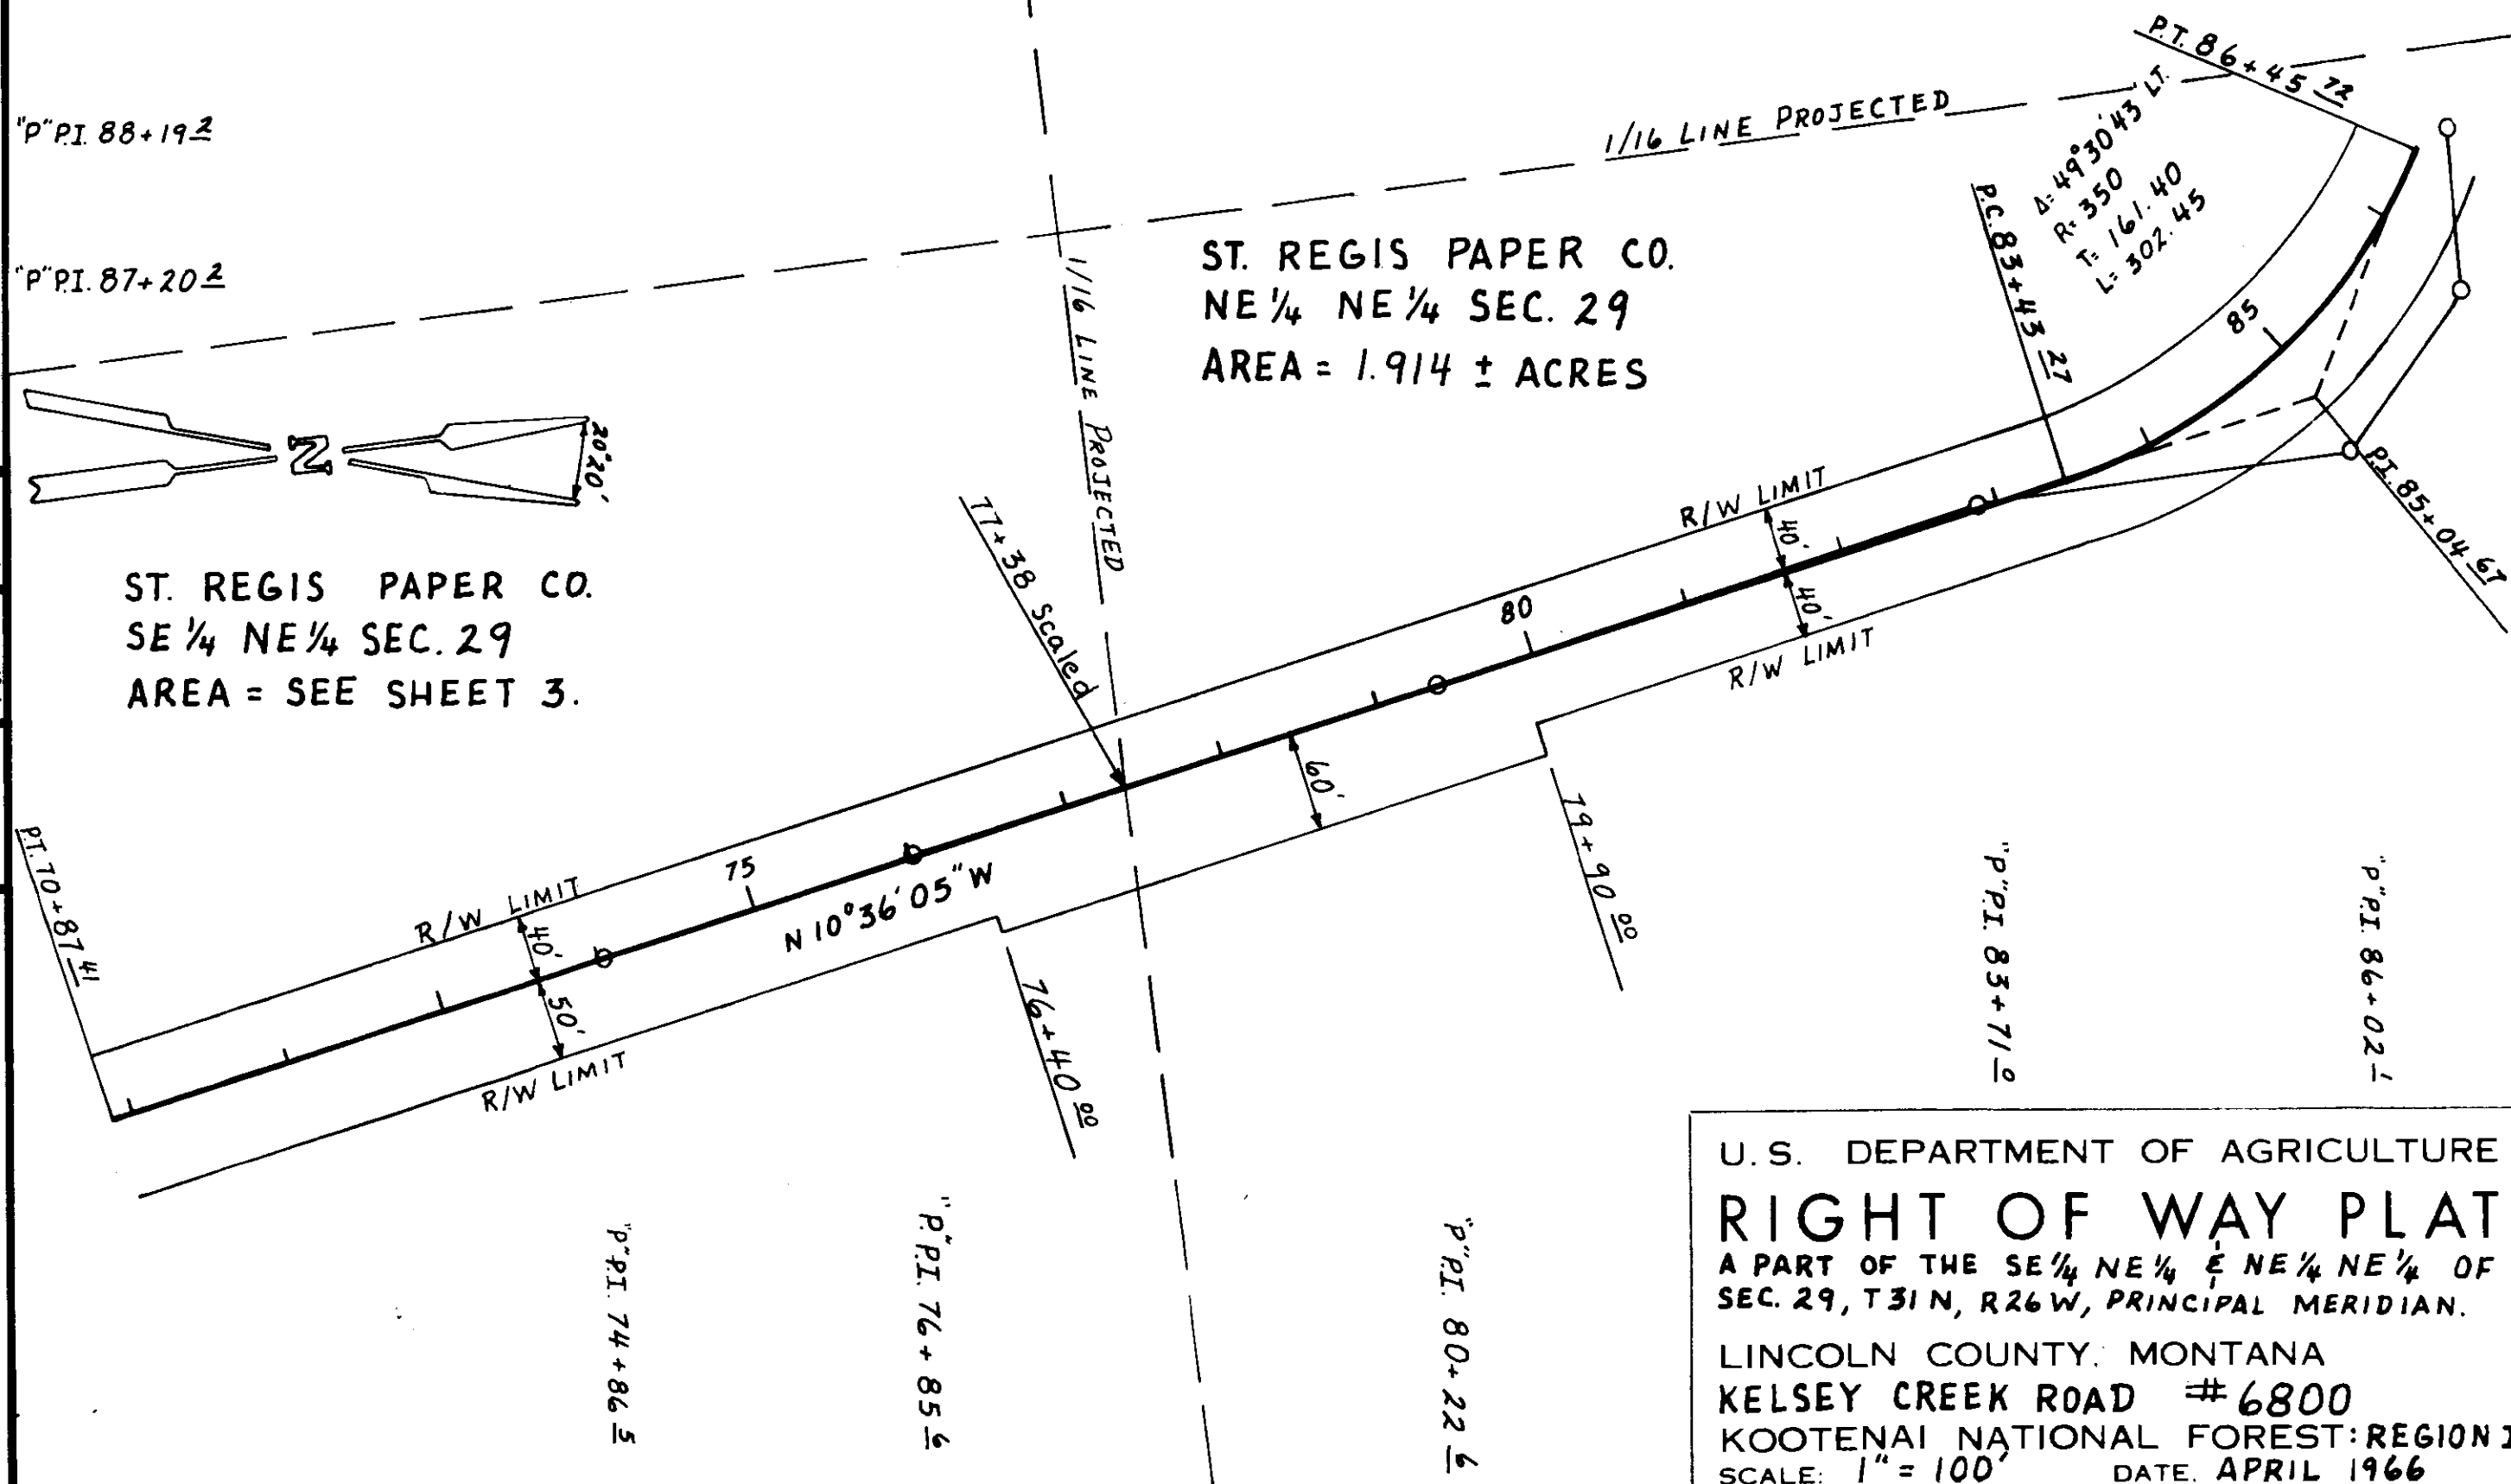 "P" P.I. 88+19 2
"P" P.I. 87+20 2
1/16 LINE PROJECTED
P.T. 86+45 72
Δ= 49°30'43" LT.
R= 350
T= 161.40
L= 302.45
P.C. 83+43 27
85
P.I. 85+04 67
ST. REGIS PAPER CO.
NE 1/4 NE 1/4 SEC. 29
AREA = 1.914 ± ACRES
1/16 LINE PROJECTED
N
20°20'
ST. REGIS PAPER CO.
SE 1/4 NE 1/4 SEC. 29
AREA = SEE SHEET 3.
77+38 Scaled
R/W LIMIT
40'
40'
R/W LIMIT
80
60'
79+90 00
75
N 10°36'05" W
R/W LIMIT
40'
50'
R/W LIMIT
P.T. 70+87 41
76+40 00
"P" P.I. 74+86 5
"P" P.I. 76+85 6
"P" P.I. 80+22 6
"P" P.I. 83+71 0
"P" P.I. 86+02 1
U.S. DEPARTMENT OF AGRICULTURE
RIGHT OF WAY PLAT
A PART OF THE SE 1/4 NE 1/4 & NE 1/4 NE 1/4 OF
SEC. 29, T 31 N, R 26 W, PRINCIPAL MERIDIAN.
LINCOLN COUNTY, MONTANA
KELSEY CREEK ROAD #6800
KOOTENAI NATIONAL FOREST: REGION 1
SCALE: 1" = 100' DATE. APRIL 1966